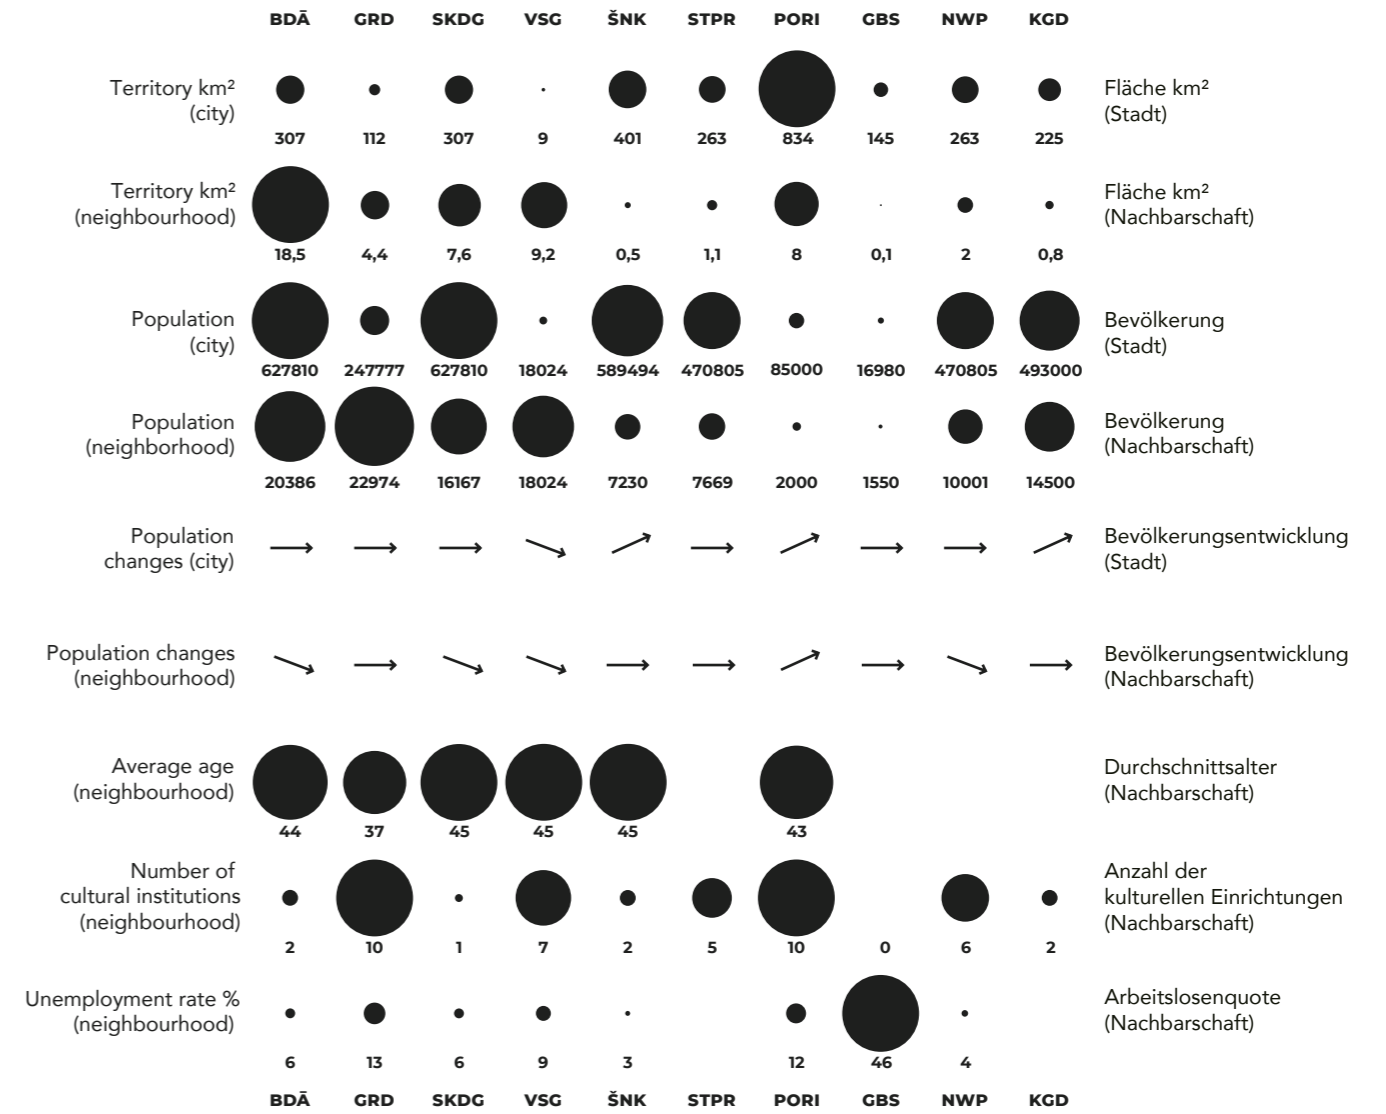 BDĀ GRD SKDG VSG ŠNK STPR PORI GBS NWP KGD
Territory km² Fläche km²
(city) (Stadt)
307 112 307 9 401 263 834 145 263 225
Territory km² Fläche km²
(neighbourhood) (Nachbarschaft)
18,5 4,4 7,6 9,2 0,5 1,1 8 0,1 2 0,8
Population Bevölkerung
(city) (Stadt)
627810 247777 627810 18024 589494 470805 85000 16980 470805 493000
Population Bevölkerung
(neighborhood) (Nachbarschaft)
20386 22974 16167 18024 7230 7669 2000 1550 10001 14500
Population Bevölkerungsentwicklung
changes (city) (Stadt)
Population changes Bevölkerungsentwicklung
(neighbourhood) (Nachbarschaft)
Average age Durchschnittsalter
(neighbourhood) (Nachbarschaft)
44 37 45 45 45 43
Number of Anzahl der
cultural institutions kulturellen Einrichtungen
(neighbourhood) (Nachbarschaft)
2 10 1 7 2 5 10 0 6 2
Unemployment rate % Arbeitslosenquote
(neighbourhood) (Nachbarschaft)
6 13 6 9 3 12 46 4
BDĀ GRD SKDG VSG ŠNK STPR PORI GBS NWP KGD